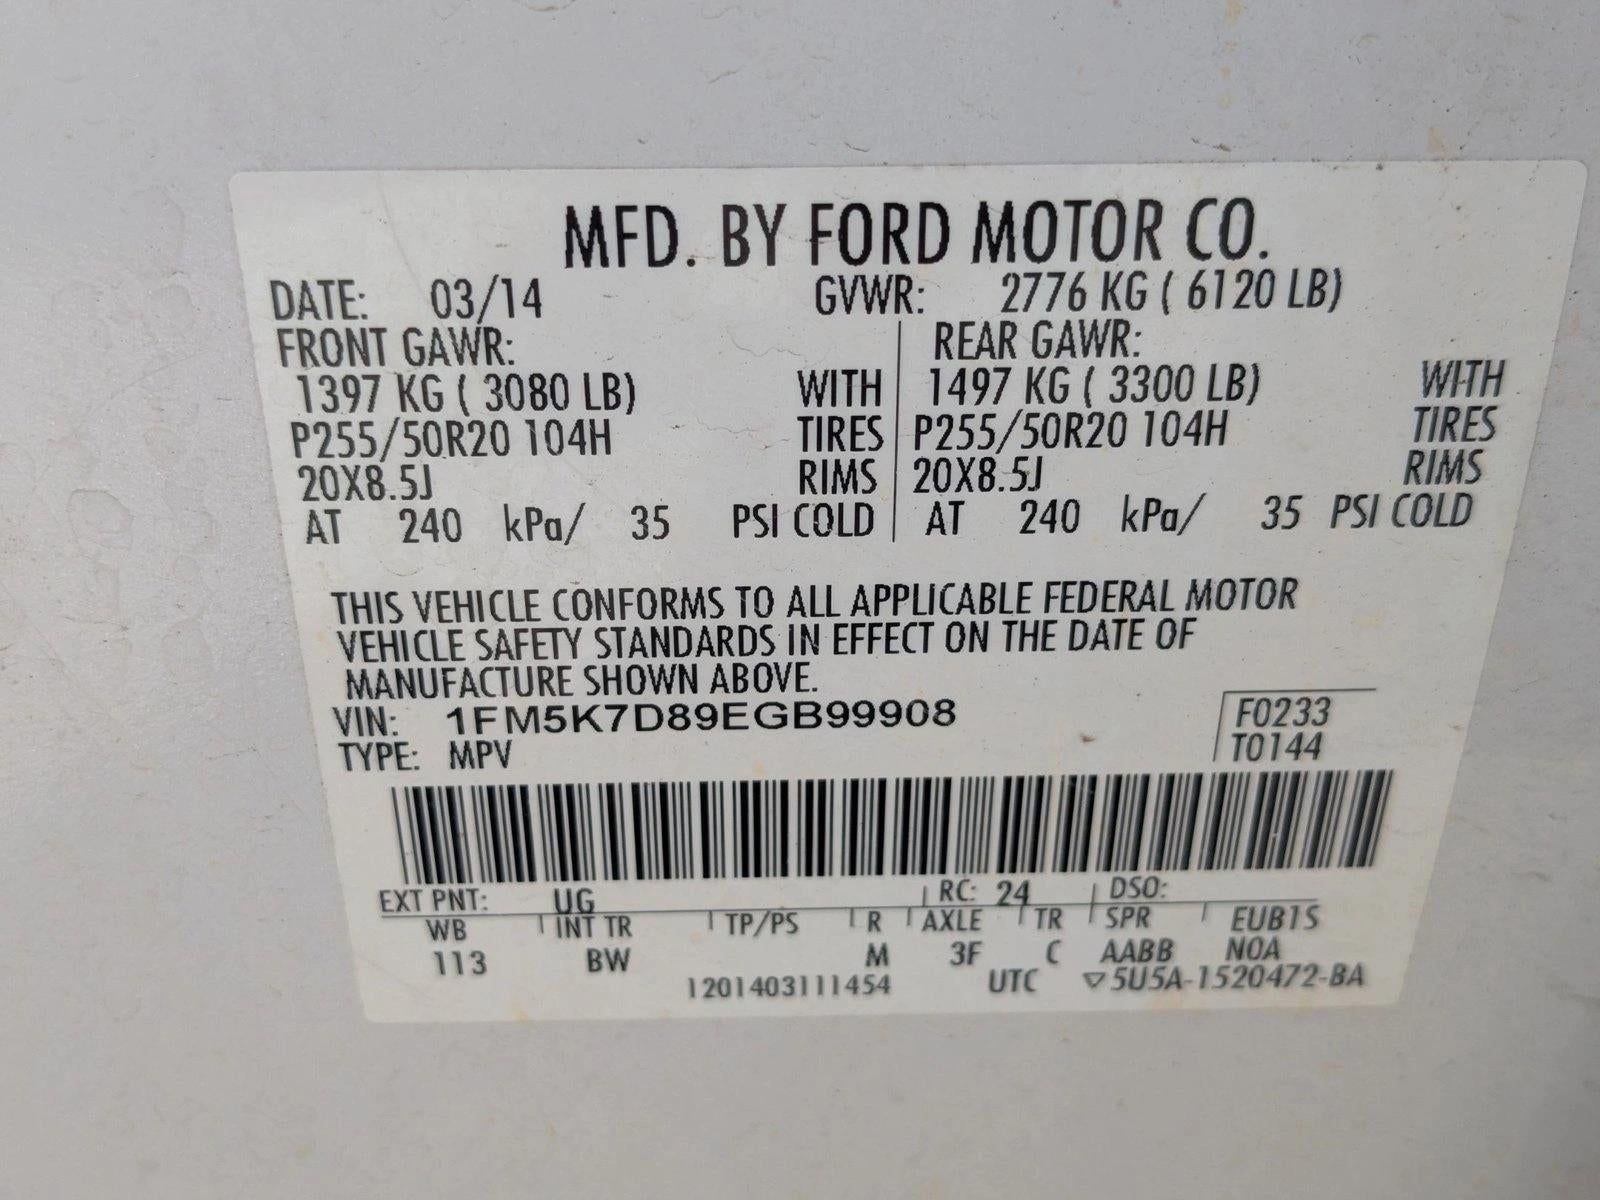 MFD. BY FORD MOTOR CO.
DATE: 03/14 GVWR: 2776 KG ( 6120 LB)
FRONT GAWR: REAR GAWR:
1397 KG ( 3080 LB) WITH 1497 KG ( 3300 LB) WITH
P255/50R20 104H TIRES P255/50R20 104H TIRES
20X8.5J RIMS 20X8.5J RIMS
AT 240 kPa/ 35 PSI COLD AT 240 kPa/ 35 PSI COLD
THIS VEHICLE CONFORMS TO ALL APPLICABLE FEDERAL MOTOR
VEHICLE SAFETY STANDARDS IN EFFECT ON THE DATE OF
MANUFACTURE SHOWN ABOVE.
VIN: 1FM5K7D89EGB99908 F0233
TYPE: MPV T0144
EXT PNT: UG RC: 24 DSO:
WB INT TR TP/PS R AXLE TR SPR EUB1S
113 BW M 3F C AABB N0A
1201403111454 UTC ▽5U5A-1520472-BA